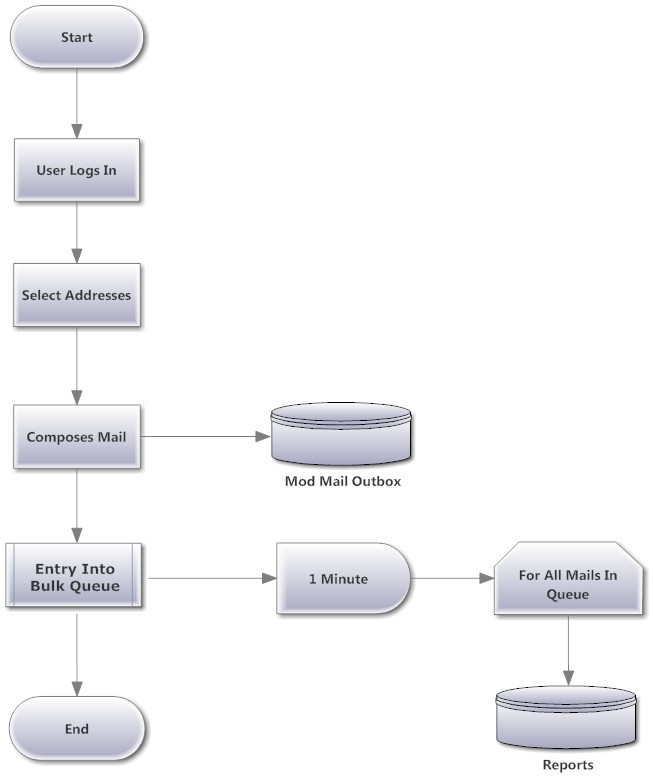 Start
User Logs In
Select Addresses
Composes Mail
Mod Mail Outbox
Entry Into
Bulk Queue
1 Minute
For All Mails In
Queue
End
Reports